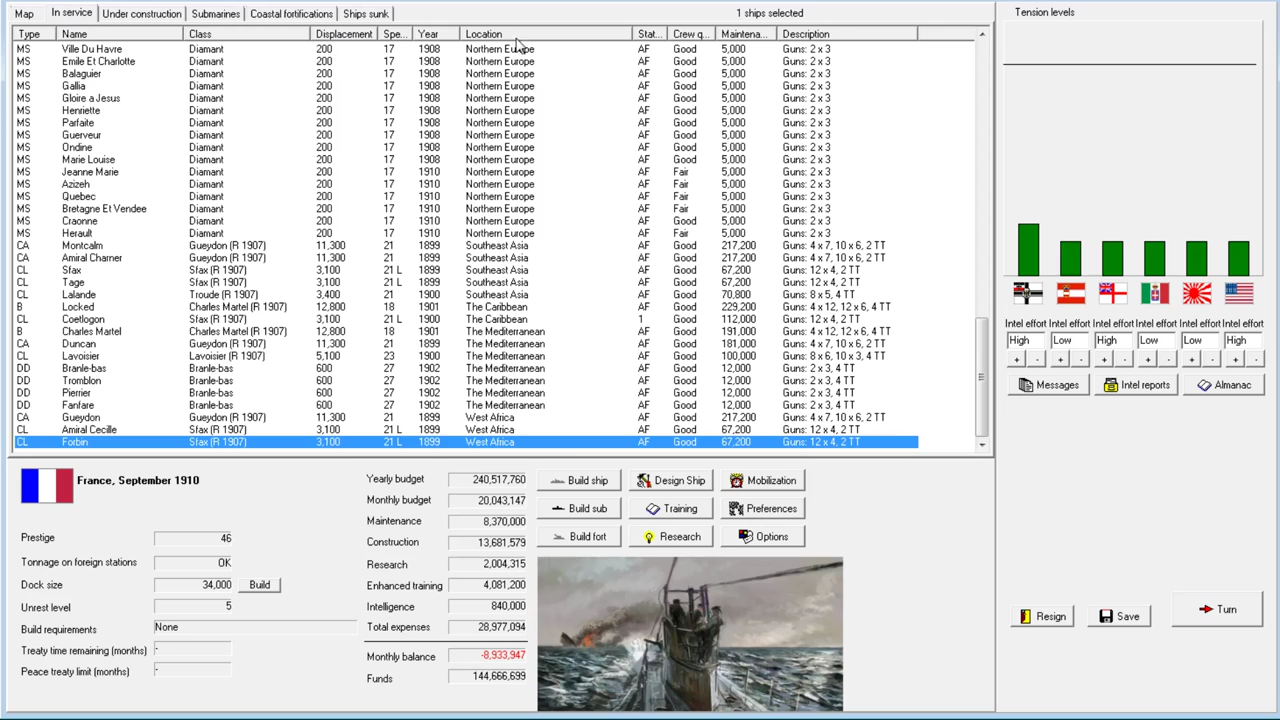 Map In service Under construction Submarines Coastal fortifications Ships sunk 1 ships selected
Type Name Class Displacement Spe... Year Location Stat... Crew q... Maintena... Description
MS Ville Du Havre Diamant 200 17 1908 Northern Europe AF Good 5,000 Guns: 2 x 3
MS Emile Et Charlotte Diamant 200 17 1908 Northern Europe AF Good 5,000 Guns: 2 x 3
MS Balaguier Diamant 200 17 1908 Northern Europe AF Good 5,000 Guns: 2 x 3
MS Gallia Diamant 200 17 1908 Northern Europe AF Good 5,000 Guns: 2 x 3
MS Gloire a Jesus Diamant 200 17 1908 Northern Europe AF Good 5,000 Guns: 2 x 3
MS Henriette Diamant 200 17 1908 Northern Europe AF Good 5,000 Guns: 2 x 3
MS Parfaite Diamant 200 17 1908 Northern Europe AF Good 5,000 Guns: 2 x 3
MS Guerveur Diamant 200 17 1908 Northern Europe AF Good 5,000 Guns: 2 x 3
MS Ondine Diamant 200 17 1908 Northern Europe AF Good 5,000 Guns: 2 x 3
MS Marie Louise Diamant 200 17 1908 Northern Europe AF Good 5,000 Guns: 2 x 3
MS Jeanne Marie Diamant 200 17 1910 Northern Europe AF Fair 5,000 Guns: 2 x 3
MS Azizeh Diamant 200 17 1910 Northern Europe AF Fair 5,000 Guns: 2 x 3
MS Quebec Diamant 200 17 1910 Northern Europe AF Fair 5,000 Guns: 2 x 3
MS Bretagne Et Vendee Diamant 200 17 1910 Northern Europe AF Fair 5,000 Guns: 2 x 3
MS Craonne Diamant 200 17 1910 Northern Europe AF Good 5,000 Guns: 2 x 3
MS Herault Diamant 200 17 1910 Northern Europe AF Fair 5,000 Guns: 2 x 3
CA Montcalm Gueydon (R 1907) 11,300 21 1899 Southeast Asia AF Good 217,200 Guns: 4 x 7, 10 x 6, 2 TT
CA Amiral Charner Gueydon (R 1907) 11,300 21 1899 Southeast Asia AF Good 217,200 Guns: 4 x 7, 10 x 6, 2 TT
CL Sfax Sfax (R 1907) 3,100 21 L 1899 Southeast Asia AF Good 67,200 Guns: 12 x 4, 2 TT
CL Tage Sfax (R 1907) 3,100 21 L 1899 Southeast Asia AF Good 67,200 Guns: 12 x 4, 2 TT
CL Lalande Troude (R 1907) 3,400 21 1900 Southeast Asia AF Good 70,800 Guns: 8 x 5, 4 TT
B Locked Charles Martel (R 1907) 12,800 18 1901 The Caribbean AF Good 229,200 Guns: 4 x 12, 12 x 6, 4 TT
CL Coetlogon Sfax (R 1907) 3,100 21 L 1900 The Caribbean 1 Good 112,000 Guns: 12 x 4, 2 TT
B Charles Martel Charles Martel (R 1907) 12,800 18 1901 The Mediterranean AF Good 191,000 Guns: 4 x 12, 12 x 6, 4 TT
CA Duncan Gueydon (R 1907) 11,300 21 1899 The Mediterranean AF Good 181,000 Guns: 4 x 7, 10 x 6, 2 TT
CL Lavoisier Lavoisier (R 1907) 5,100 23 1900 The Mediterranean AF Good 100,000 Guns: 8 x 6, 10 x 3, 4 TT
DD Branle-bas Branle-bas 600 27 1902 The Mediterranean AF Good 12,000 Guns: 2 x 3, 4 TT
DD Tromblon Branle-bas 600 27 1902 The Mediterranean AF Good 12,000 Guns: 2 x 3, 4 TT
DD Pierrier Branle-bas 600 27 1902 The Mediterranean AF Good 12,000 Guns: 2 x 3, 4 TT
DD Fanfare Branle-bas 600 27 1902 The Mediterranean AF Good 12,000 Guns: 2 x 3, 4 TT
CA Gueydon Gueydon (R 1907) 11,300 21 1899 West Africa AF Good 217,200 Guns: 4 x 7, 10 x 6, 2 TT
CL Amiral Cecille Sfax (R 1907) 3,100 21 L 1899 West Africa AF Good 67,200 Guns: 12 x 4, 2 TT
CL Forbin Sfax (R 1907) 3,100 21 L 1899 West Africa AF Good 67,200 Guns: 12 x 4, 2 TT
Tension levels
Intel effort Intel effort Intel effort Intel effort Intel effort Intel effort
High Low High Low Low High
+ - + - + - + - + - + -
Messages Intel reports Almanac
France, September 1910
Prestige 46
Tonnage on foreign stations OK
Dock size 34,000 Build
Unrest level 5
Build requirements None
Treaty time remaining (months) -
Peace treaty limit (months) -
Yearly budget 240,517,760
Monthly budget 20,043,147
Maintenance 8,370,000
Construction 13,681,579
Research 2,004,315
Enhanced training 4,081,200
Intelligence 840,000
Total expenses 28,977,094
Monthly balance -8,933,947
Funds 144,666,699
Build ship Design Ship Mobilization
Build sub Training Preferences
Build fort Research Options
Resign Save Turn